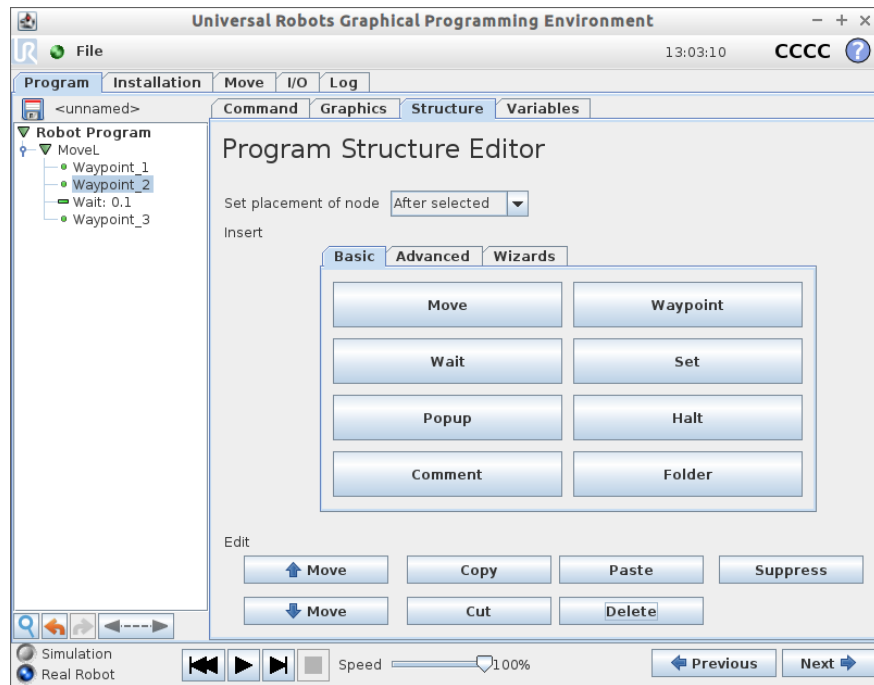 Universal Robots Graphical Programming Environment
UR File 13:03:10 CCCC ?
Program Installation Move I/O Log
<unnamed> Command Graphics Structure Variables
Robot Program
MoveL
Waypoint_1
Waypoint_2
Wait: 0.1
Waypoint_3
Program Structure Editor
Set placement of node After selected
Insert
Basic Advanced Wizards
Move Waypoint
Wait Set
Popup Halt
Comment Folder
Edit
Move Copy Paste Suppress
Move Cut Delete
Simulation
Real Robot
Speed 100% Previous Next